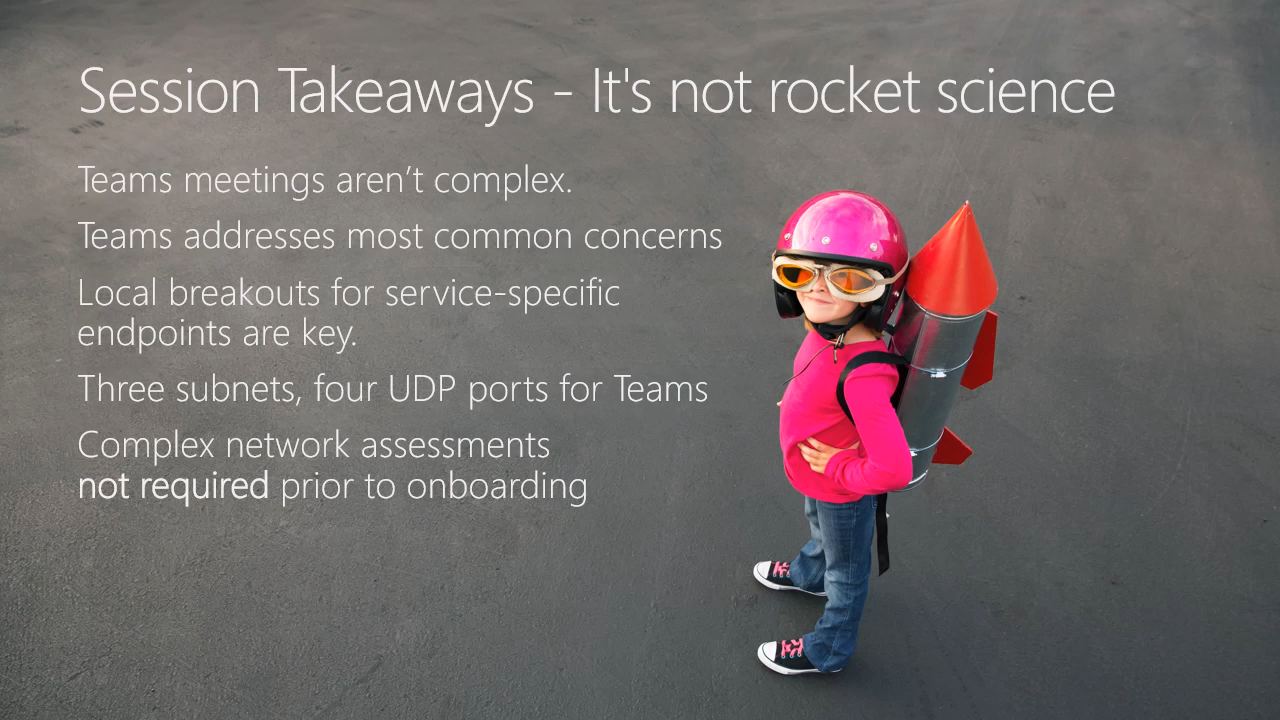 Session Takeaways - It's not rocket science
Teams meetings aren’t complex.
Teams addresses most common concerns
Local breakouts for service-specific
endpoints are key.
Three subnets, four UDP ports for Teams
Complex network assessments
not required prior to onboarding